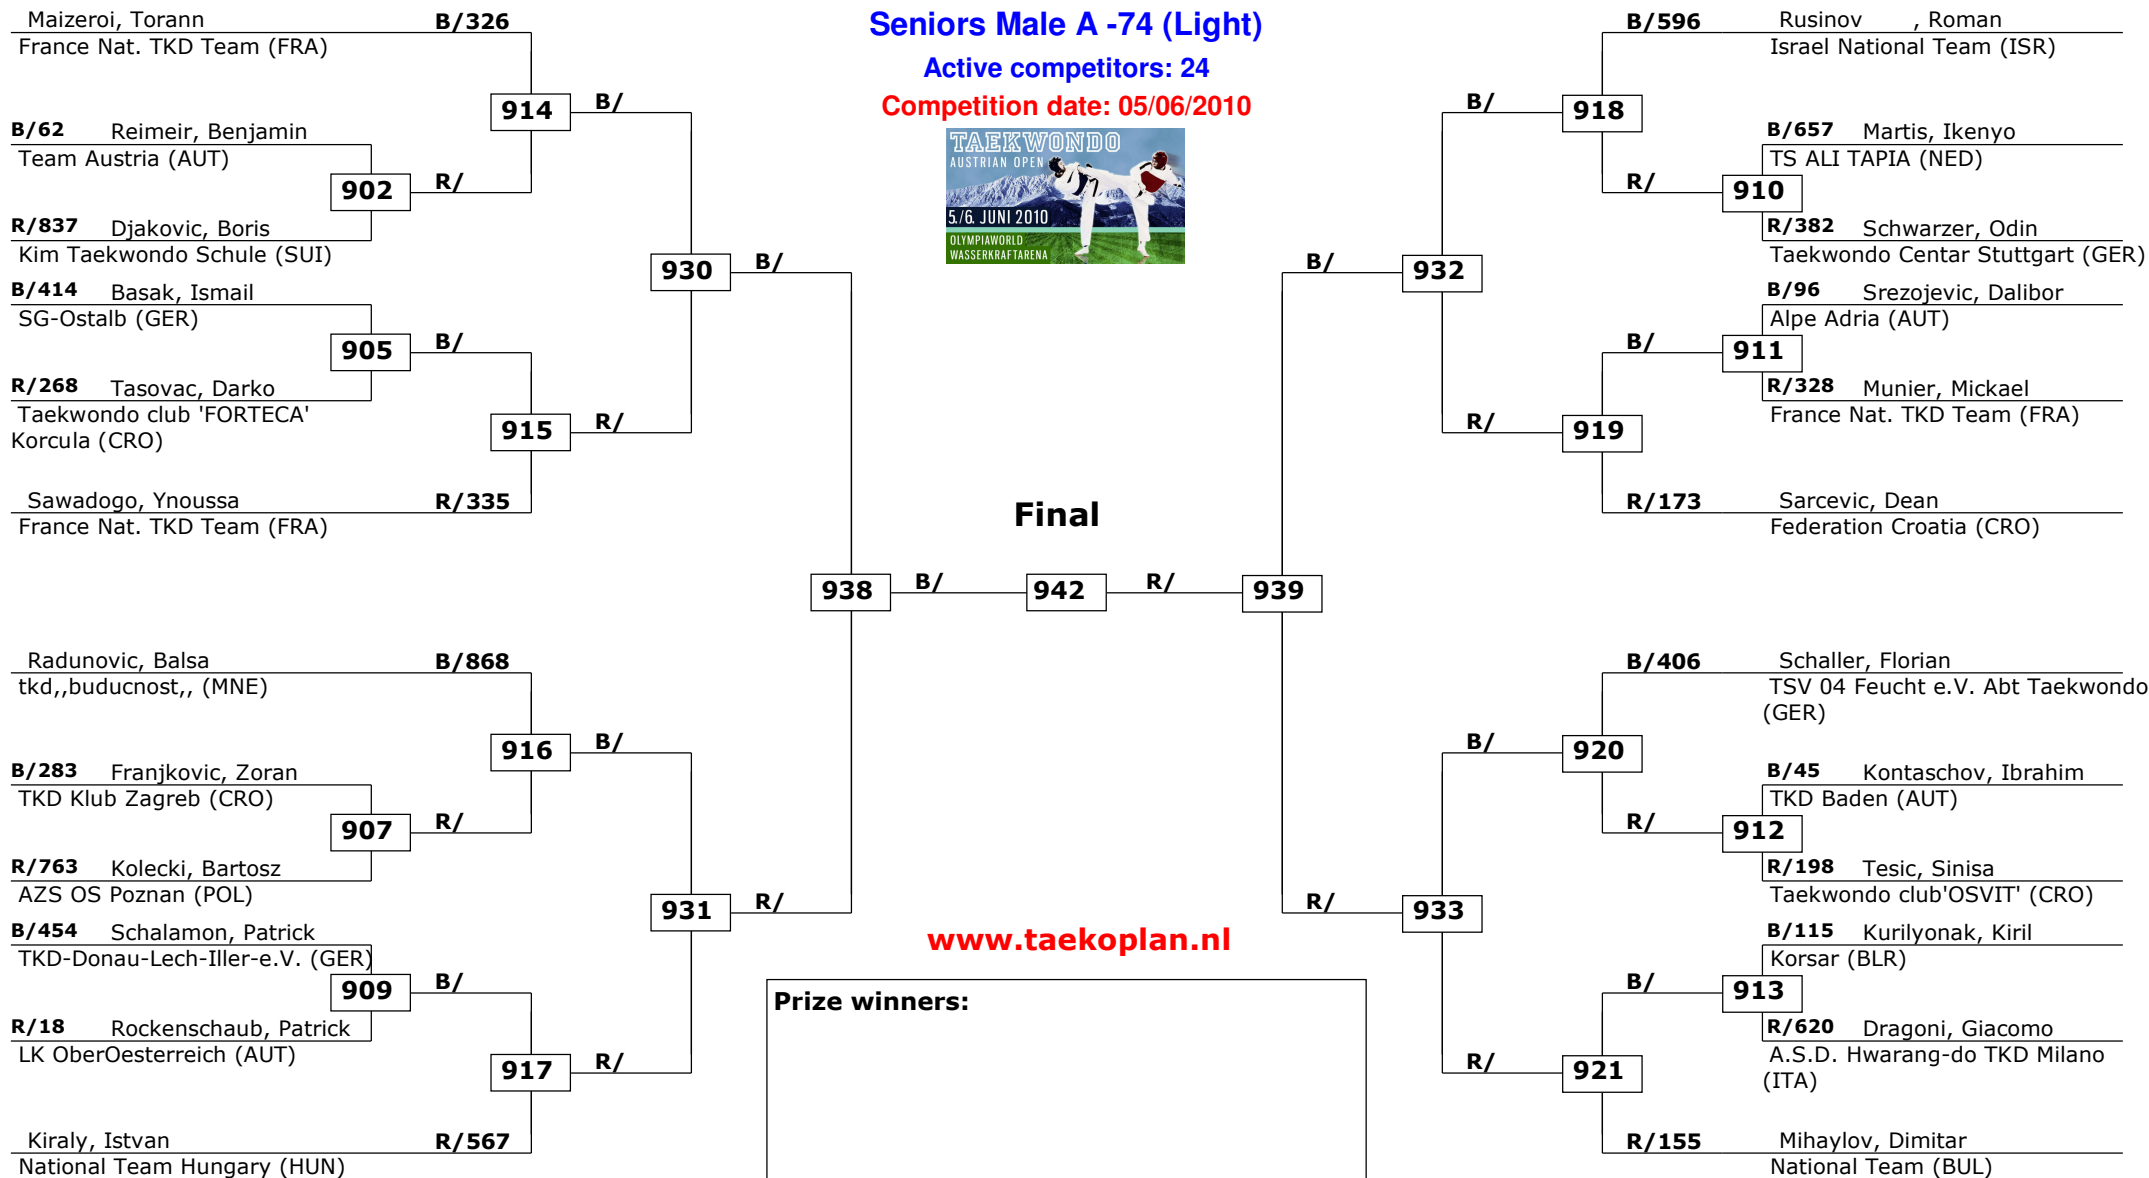 Seniors Male A -74 (Light)
Active competitors: 24
Competition date: 05/06/2010
TAEKWONDO
AUSTRIAN OPEN
5./6. JUNI 2010
OLYMPIAWORLD
WASSERKRAFTARENA
Maizeroi, Torann B/326
France Nat. TKD Team (FRA)
914 B/
B/62 Reimeir, Benjamin
Team Austria (AUT)
902 R/
R/837 Djakovic, Boris
Kim Taekwondo Schule (SUI)
930 B/
B/414 Basak, Ismail
SG-Ostalb (GER)
905 B/
R/268 Tasovac, Darko
Taekwondo club 'FORTECA'
Korcula (CRO)
915 R/
Sawadogo, Ynoussa R/335
France Nat. TKD Team (FRA)
Final
938 B/ 942 R/ 939
Radunovic, Balsa B/868
tkd,,buducnost,, (MNE)
916 B/
B/283 Franjkovic, Zoran
TKD Klub Zagreb (CRO)
907 R/
R/763 Kolecki, Bartosz
AZS OS Poznan (POL)
931 R/
B/454 Schalamon, Patrick
TKD-Donau-Lech-Iller-e.V. (GER)
909 B/
R/18 Rockenschaub, Patrick
LK OberOesterreich (AUT)
917 R/
Kiraly, Istvan R/567
National Team Hungary (HUN)
B/596 Rusinov , Roman
Israel National Team (ISR)
B/ 918
B/657 Martis, Ikenyo
TS ALI TAPIA (NED)
R/ 910
R/382 Schwarzer, Odin
Taekwondo Centar Stuttgart (GER)
B/ 932
B/96 Srezojevic, Dalibor
Alpe Adria (AUT)
B/ 911
R/328 Munier, Mickael
France Nat. TKD Team (FRA)
R/ 919
R/173 Sarcevic, Dean
Federation Croatia (CRO)
B/406 Schaller, Florian
TSV 04 Feucht e.V. Abt Taekwondo
(GER)
B/ 920
B/45 Kontaschov, Ibrahim
TKD Baden (AUT)
R/ 912
R/198 Tesic, Sinisa
Taekwondo club'OSVIT' (CRO)
R/ 933
B/115 Kurilyonak, Kiril
Korsar (BLR)
B/ 913
R/620 Dragoni, Giacomo
A.S.D. Hwarang-do TKD Milano
(ITA)
R/ 921
R/155 Mihaylov, Dimitar
National Team (BUL)
www.taekoplan.nl
Prize winners: